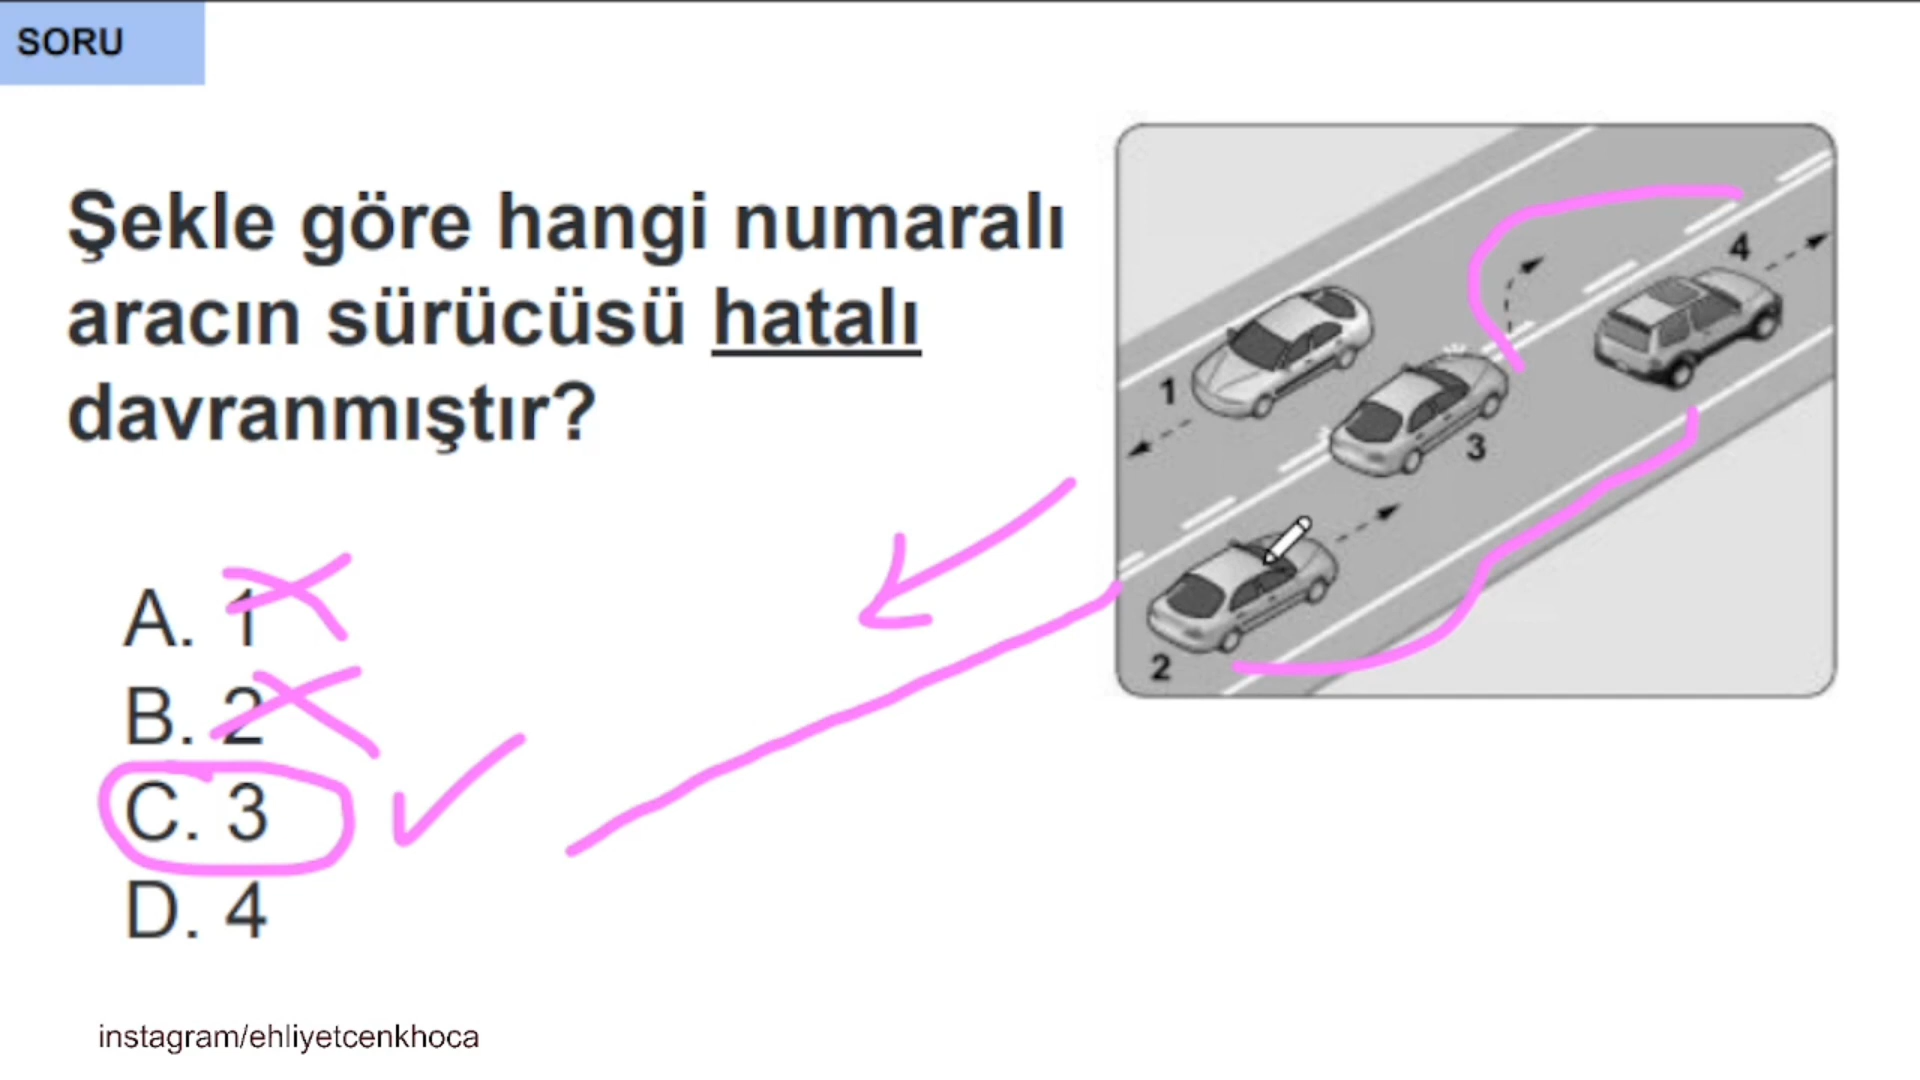 SORU
Şekle göre hangi numaralı
aracın sürücüsü hatalı
davranmıştır?
A. 1
B. 2
C. 3
D. 4
1
2
3
4
instagram/ehliyetcenkhoca